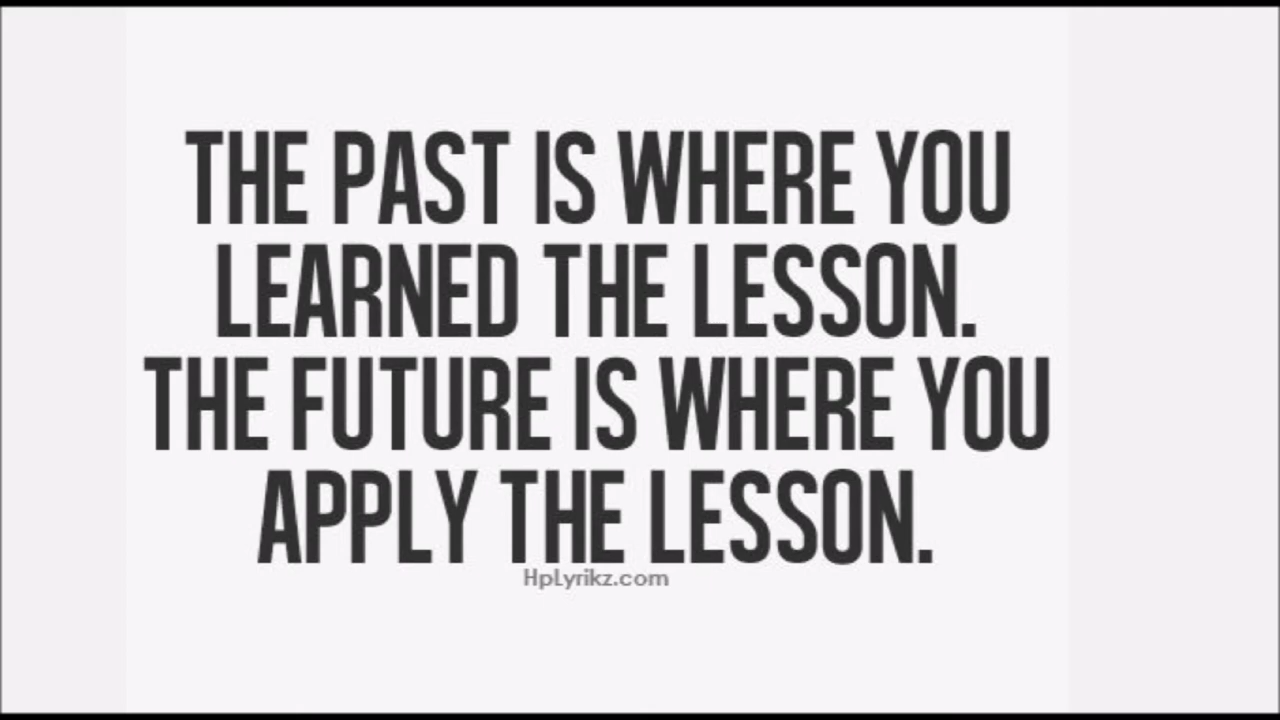 THE PAST IS WHERE YOU
LEARNED THE LESSON.
THE FUTURE IS WHERE YOU
APPLY THE LESSON.
HpLyrikz.com